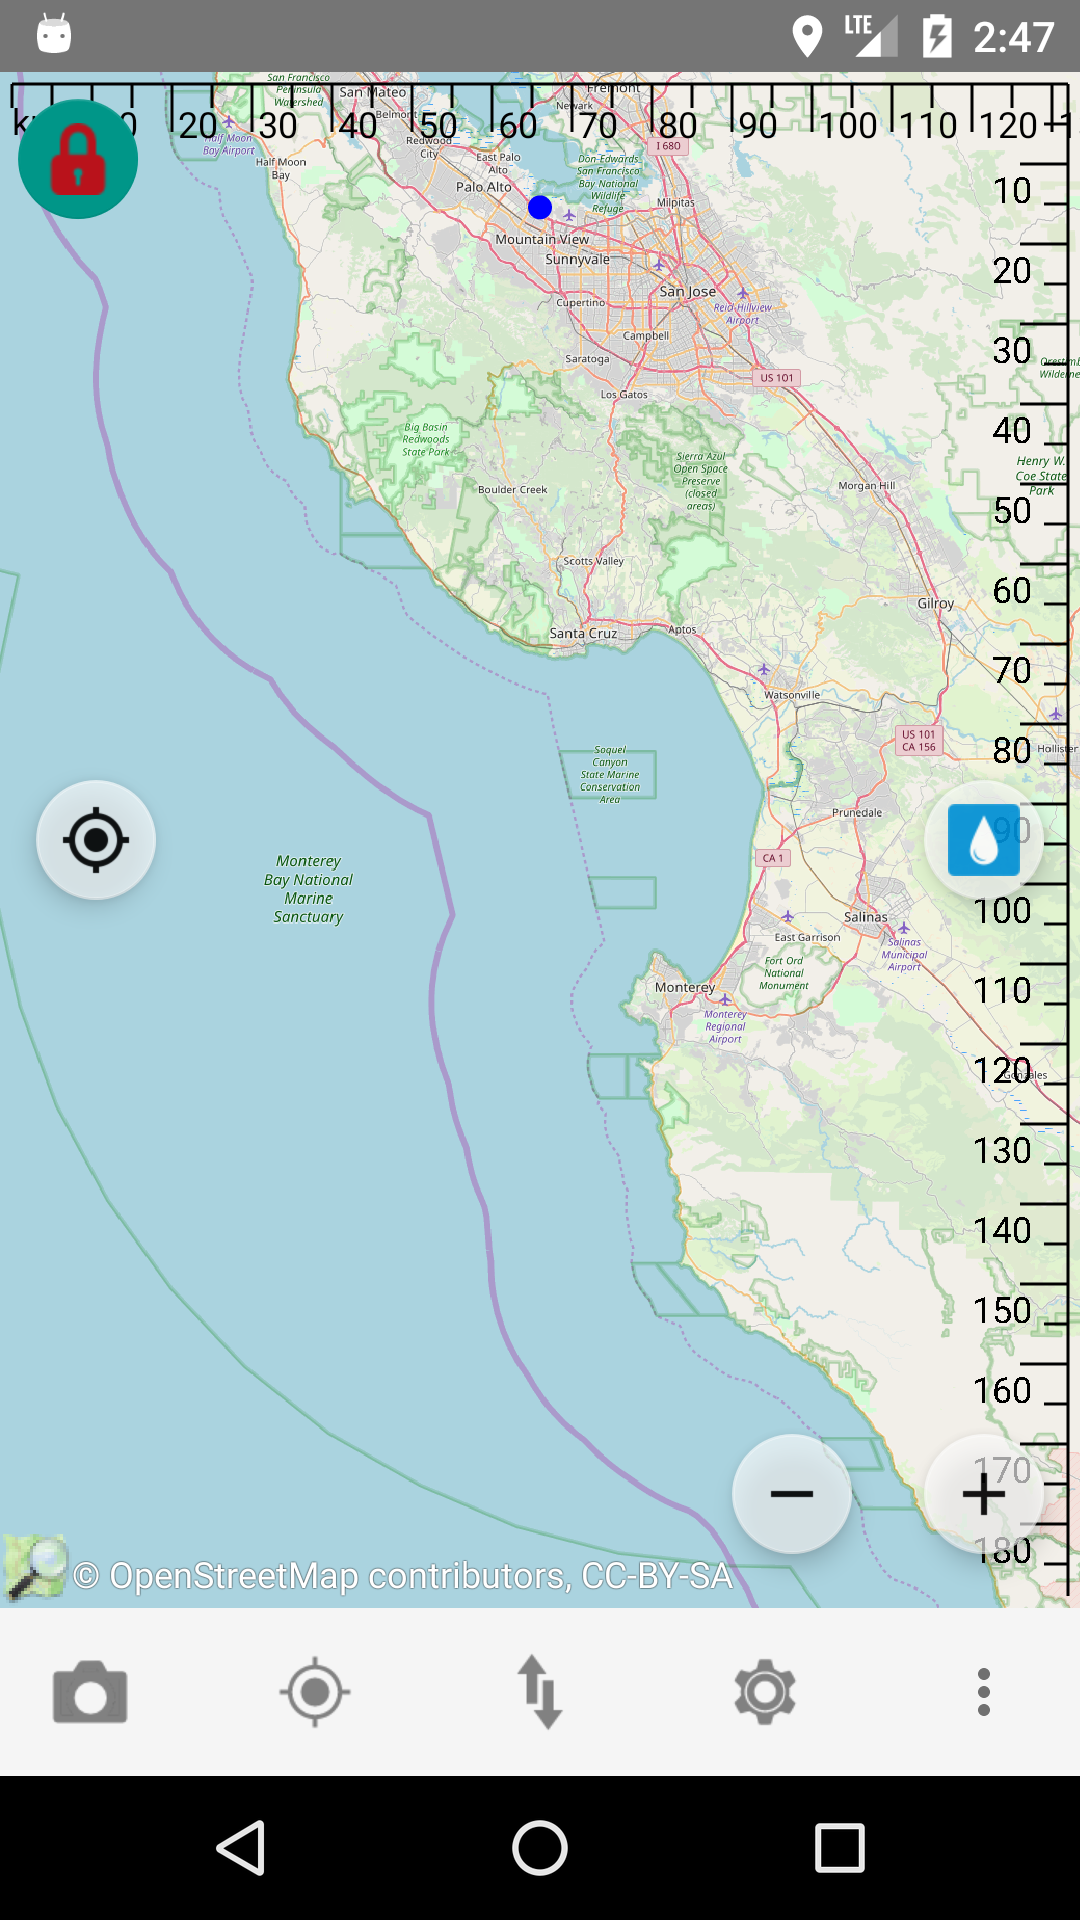 LTE 2:47
San Francisco
Peninsula
Watershed
San Mateo
Belmont
Fremont
Newark
20 30 40 50 60 70 80 90 100 110 120
Half Moon
Bay Airport
Half Moon
Bay
Redwood
City
East Palo
Alto
Palo Alto
Don Edwards
San Francisco
Bay National
Wildlife
Refuge
I 680
Milpitas
10
Mountain View
Sunnyvale
20
San Jose
Cupertino
Reid-Hillview
Airport
Campbell
30
Saratoga
US 101
Los Gatos
40
Big Basin
Redwoods
State Park
Sierra Azul
Open Space
Preserve
(closed
areas)
Henry W.
Coe State
Park
Boulder Creek
Morgan Hill
50
Scotts Valley
60
Gilroy
Santa Cruz
Aptos
70
Watsonville
US 101
CA 156
Hollister
80
Soquel
Canyon
State Marine
Conservation
Area
Prunedale
90
CA 1
Monterey
Bay National
Marine
Sanctuary
100
Salinas
East Garrison
Salinas
Municipal
Airport
Fort Ord
National
Monument
Monterey
110
Monterey
Regional
Airport
120
Gonzales
130
140
150
160
170
180
© OpenStreetMap contributors, CC-BY-SA